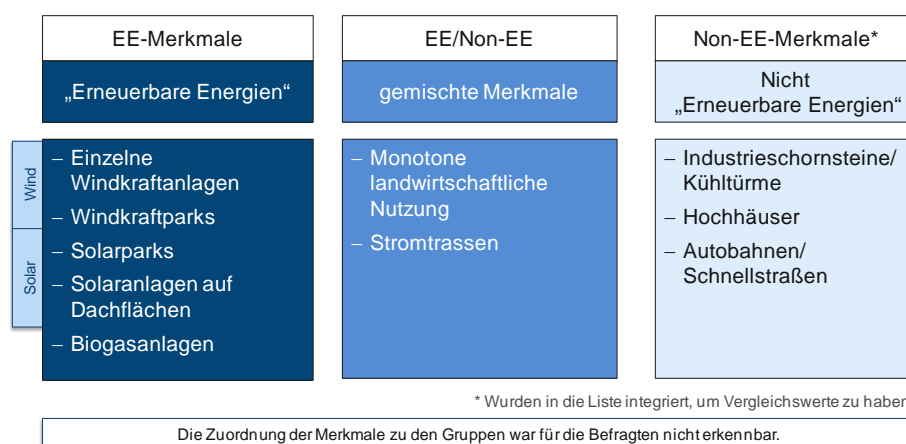 EE-Merkmale
„Erneuerbare Energien“
Wind
Solar
– Einzelne
Windkraftanlagen
– Windkraftparks
– Solarparks
– Solaranlagen auf
Dachflächen
– Biogasanlagen
EE/Non-EE
gemischte Merkmale
– Monotone
landwirtschaftliche
Nutzung
– Stromtrassen
Non-EE-Merkmale*
Nicht
„Erneuerbare Energien“
– Industrieschornsteine/
Kühltürme
– Hochhäuser
– Autobahnen/
Schnellstraßen
* Wurden in die Liste integriert, um Vergleichswerte zu haben
Die Zuordnung der Merkmale zu den Gruppen war für die Befragten nicht erkennbar.